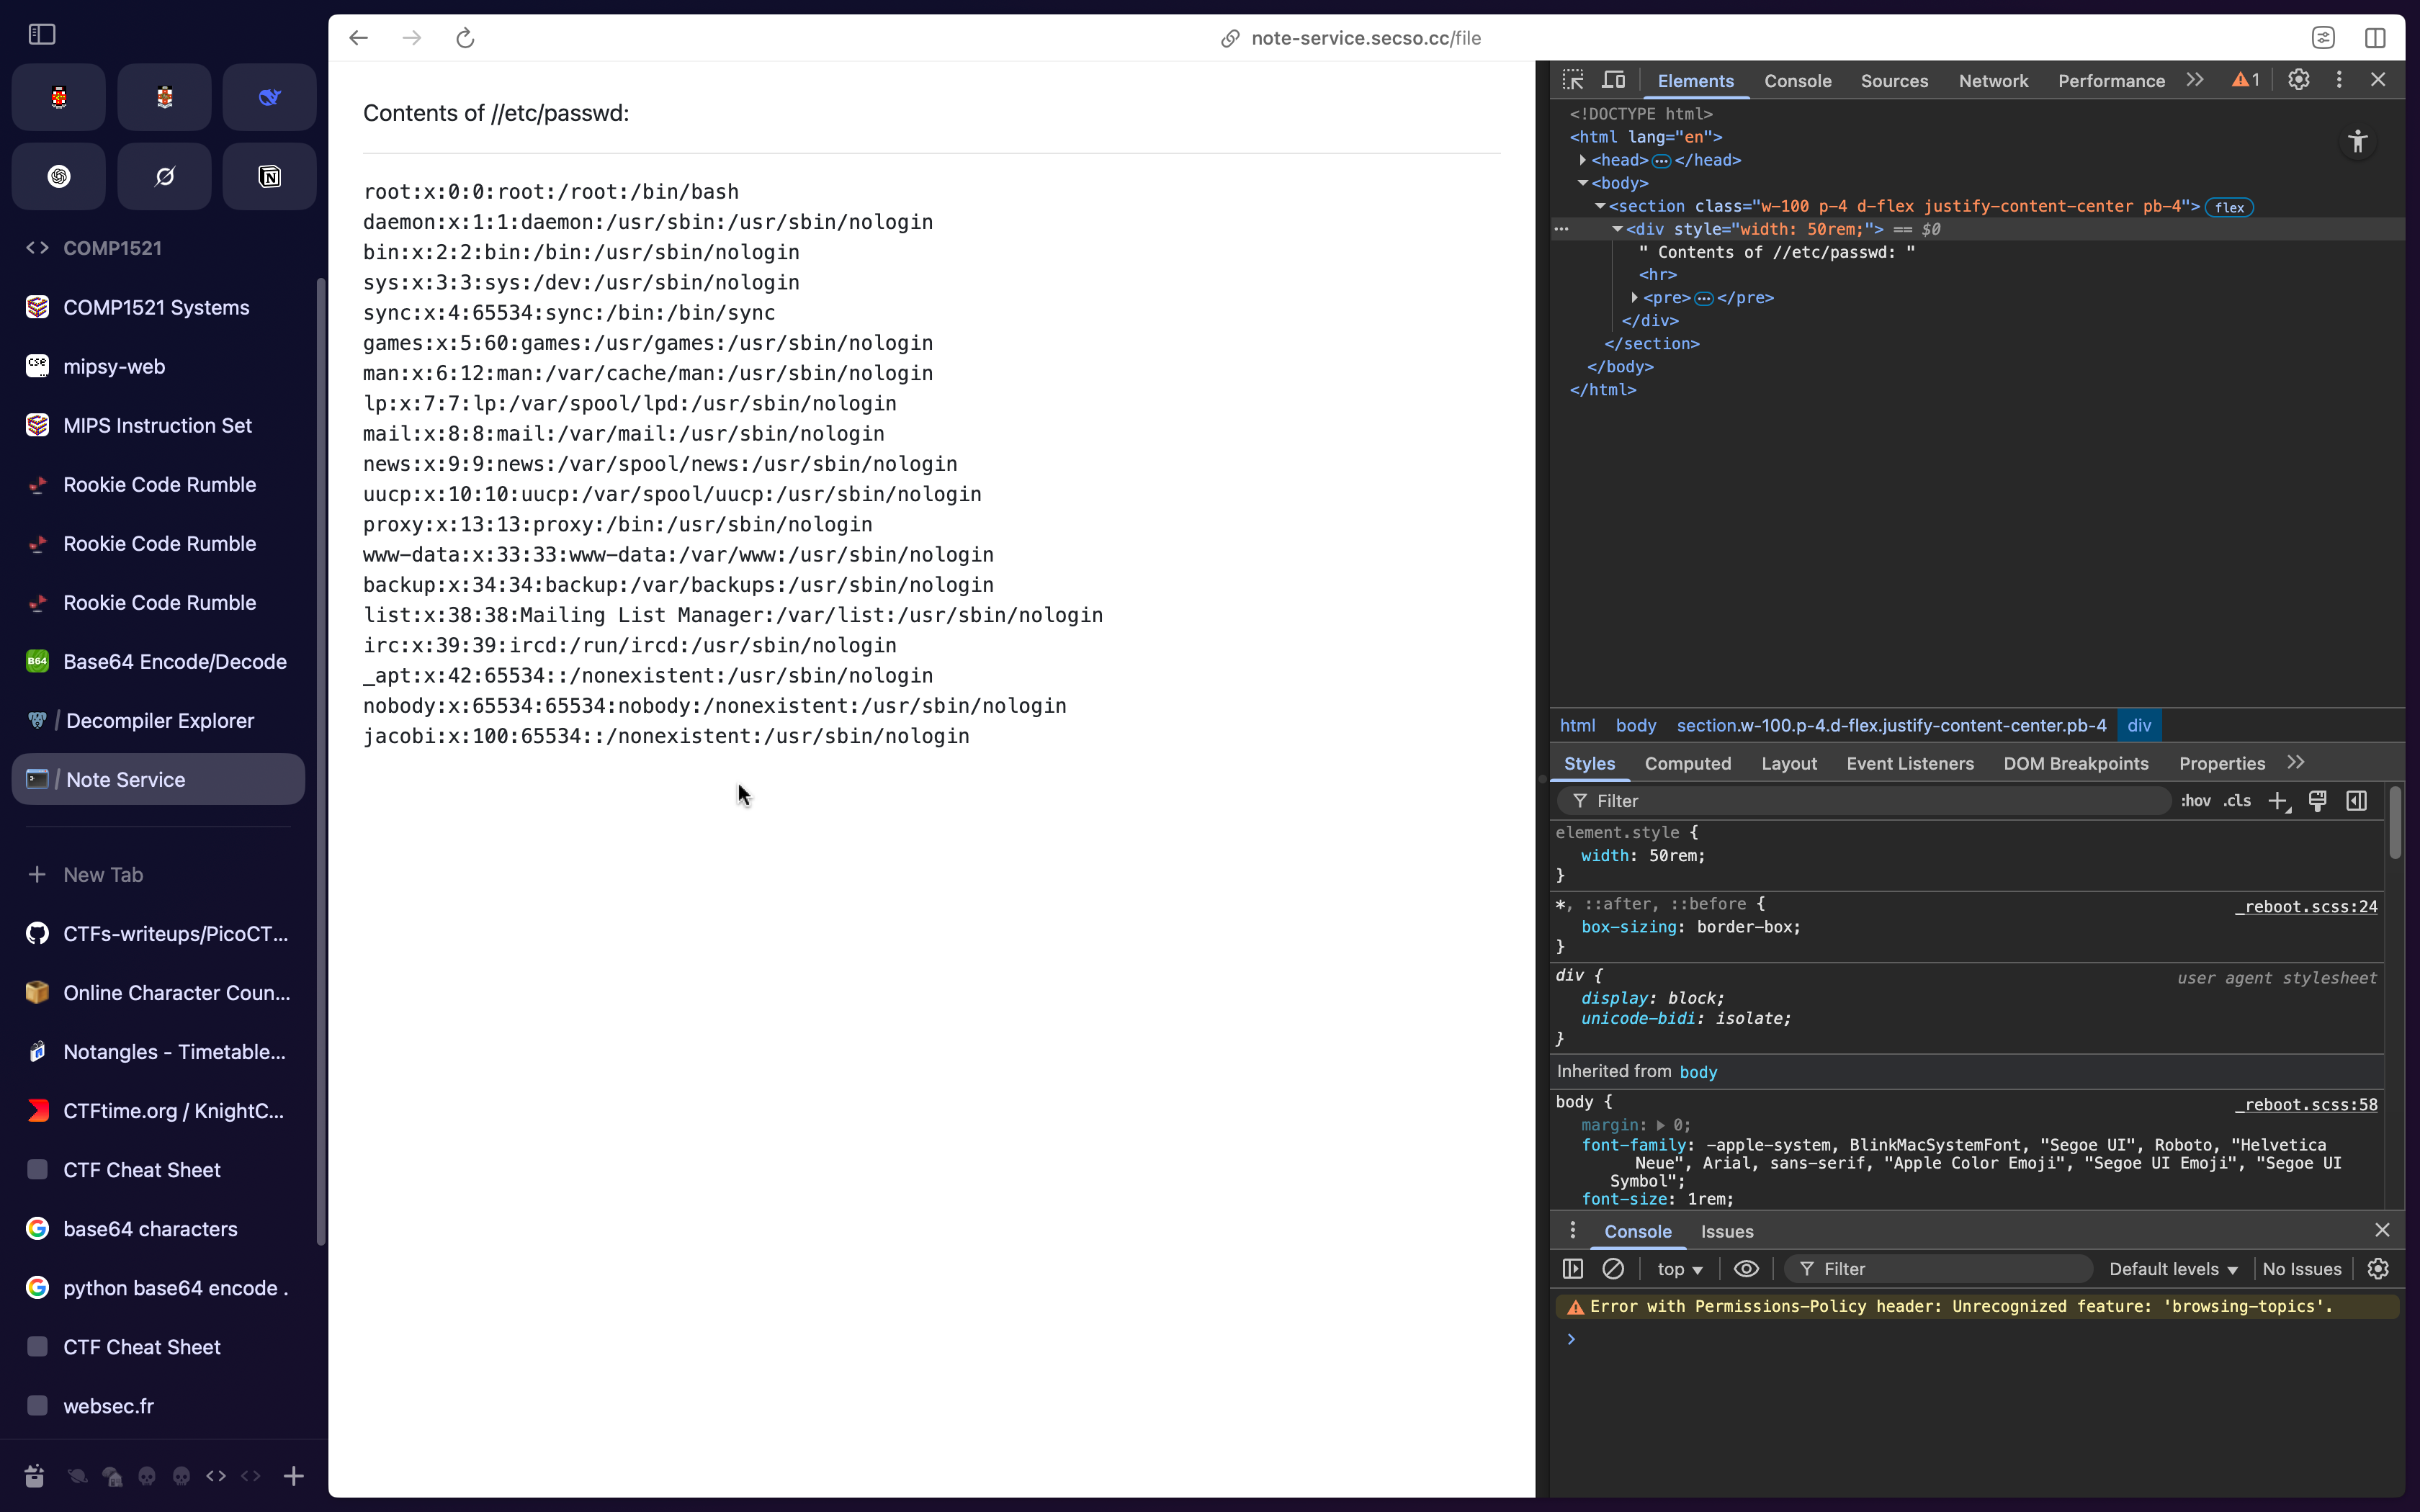 note-service.secso.cc/file
COMP1521
COMP1521 Systems
mipsy-web
MIPS Instruction Set
Rookie Code Rumble
Rookie Code Rumble
Rookie Code Rumble
B64 Base64 Encode/Decode
/ Decompiler Explorer
/ Note Service
New Tab
CTFs-writeups/PicoCT...
Online Character Coun...
Notangles - Timetable...
CTFtime.org / KnightC...
CTF Cheat Sheet
base64 characters
python base64 encode .
CTF Cheat Sheet
websec.fr
Contents of //etc/passwd:
root:x:0:0:root:/root:/bin/bash
daemon:x:1:1:daemon:/usr/sbin:/usr/sbin/nologin
bin:x:2:2:bin:/bin:/usr/sbin/nologin
sys:x:3:3:sys:/dev:/usr/sbin/nologin
sync:x:4:65534:sync:/bin:/bin/sync
games:x:5:60:games:/usr/games:/usr/sbin/nologin
man:x:6:12:man:/var/cache/man:/usr/sbin/nologin
lp:x:7:7:lp:/var/spool/lpd:/usr/sbin/nologin
mail:x:8:8:mail:/var/mail:/usr/sbin/nologin
news:x:9:9:news:/var/spool/news:/usr/sbin/nologin
uucp:x:10:10:uucp:/var/spool/uucp:/usr/sbin/nologin
proxy:x:13:13:proxy:/bin:/usr/sbin/nologin
www-data:x:33:33:www-data:/var/www:/usr/sbin/nologin
backup:x:34:34:backup:/var/backups:/usr/sbin/nologin
list:x:38:38:Mailing List Manager:/var/list:/usr/sbin/nologin
irc:x:39:39:ircd:/run/ircd:/usr/sbin/nologin
_apt:x:42:65534::/nonexistent:/usr/sbin/nologin
nobody:x:65534:65534:nobody:/nonexistent:/usr/sbin/nologin
jacobi:x:100:65534::/nonexistent:/usr/sbin/nologin
Elements Console Sources Network Performance 1
<!DOCTYPE html>
<html lang="en">
<head>…</head>
<body>
<section class="w-100 p-4 d-flex justify-content-center pb-4"> flex
<div style="width: 50rem;"> == $0
" Contents of //etc/passwd: "
<hr>
<pre>…</pre>
</div>
</section>
</body>
</html>
html body section.w-100.p-4.d-flex.justify-content-center.pb-4 div
Styles Computed Layout Event Listeners DOM Breakpoints Properties
Filter :hov .cls
element.style {
width: 50rem;
}
*, ::after, ::before { _reboot.scss:24
box-sizing: border-box;
}
div { user agent stylesheet
display: block;
unicode-bidi: isolate;
}
Inherited from body
body { _reboot.scss:58
margin: 0;
font-family: -apple-system, BlinkMacSystemFont, "Segoe UI", Roboto, "Helvetica
Neue", Arial, sans-serif, "Apple Color Emoji", "Segoe UI Emoji", "Segoe UI
Symbol";
font-size: 1rem;
Console Issues
top Filter Default levels No Issues
Error with Permissions-Policy header: Unrecognized feature: 'browsing-topics'.